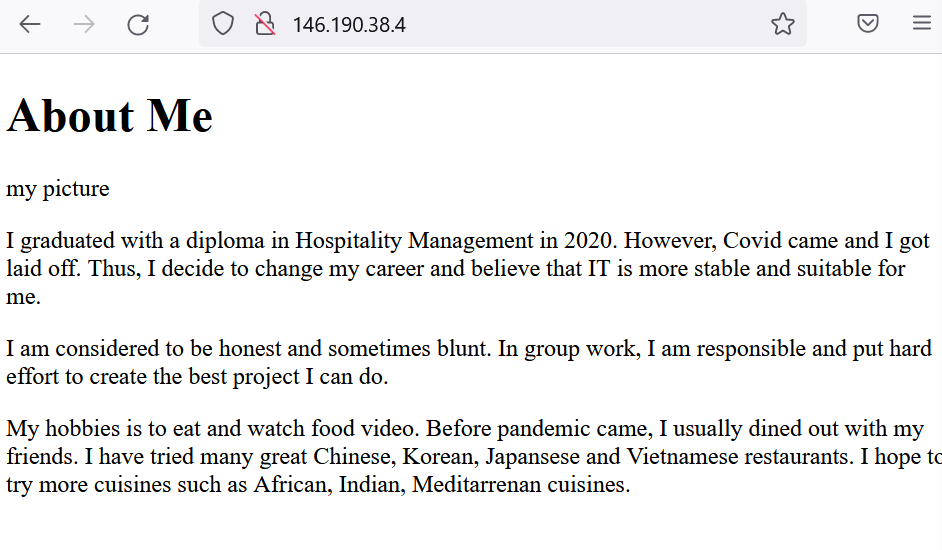 146.190.38.4
About Me
my picture
I graduated with a diploma in Hospitality Management in 2020. However, Covid came and I got
laid off. Thus, I decide to change my career and believe that IT is more stable and suitable for
me.
I am considered to be honest and sometimes blunt. In group work, I am responsible and put hard
effort to create the best project I can do.
My hobbies is to eat and watch food video. Before pandemic came, I usually dined out with my
friends. I have tried many great Chinese, Korean, Japansese and Vietnamese restaurants. I hope to
try more cuisines such as African, Indian, Meditarrenan cuisines.